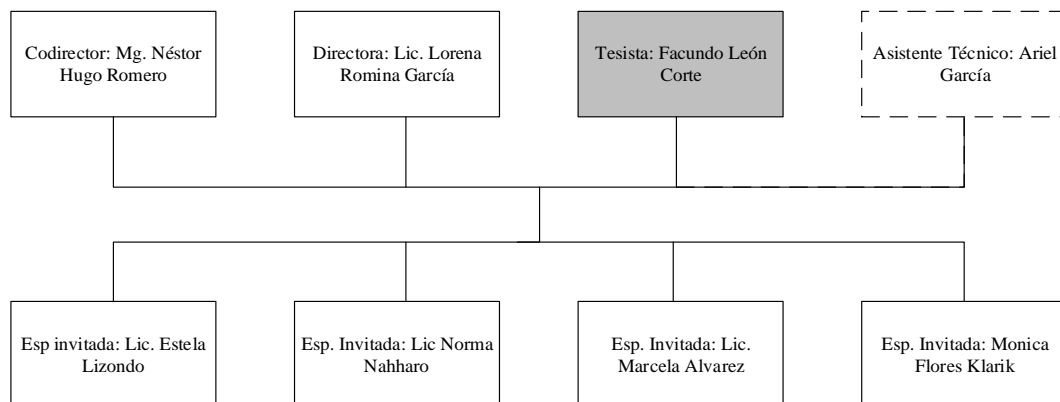 Codirector: Mg. Néstor
Hugo Romero
Directora: Lic. Lorena
Romina García
Tesista: Facundo León
Corte
Asistente Técnico: Ariel
García
Esp invitada: Lic. Estela
Lizondo
Esp. Invitada: Lic Norma
Nahharo
Esp. Invitada: Lic.
Marcela Alvarez
Esp. Invitada: Monica
Flores Klarik